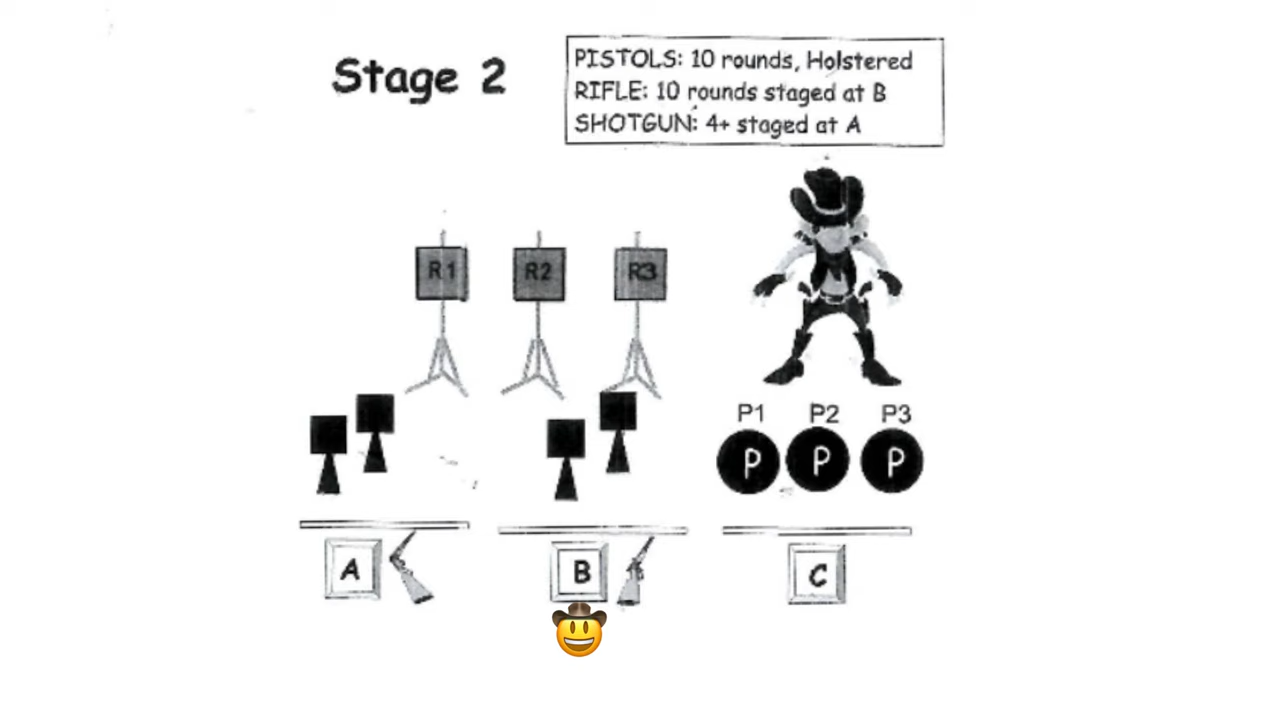 Stage 2
PISTOLS: 10 rounds, Holstered
RIFLE: 10 rounds staged at B
SHOTGUN: 4+ staged at A
R1 R2 R3
P1 P2 P3
P P P
A B C